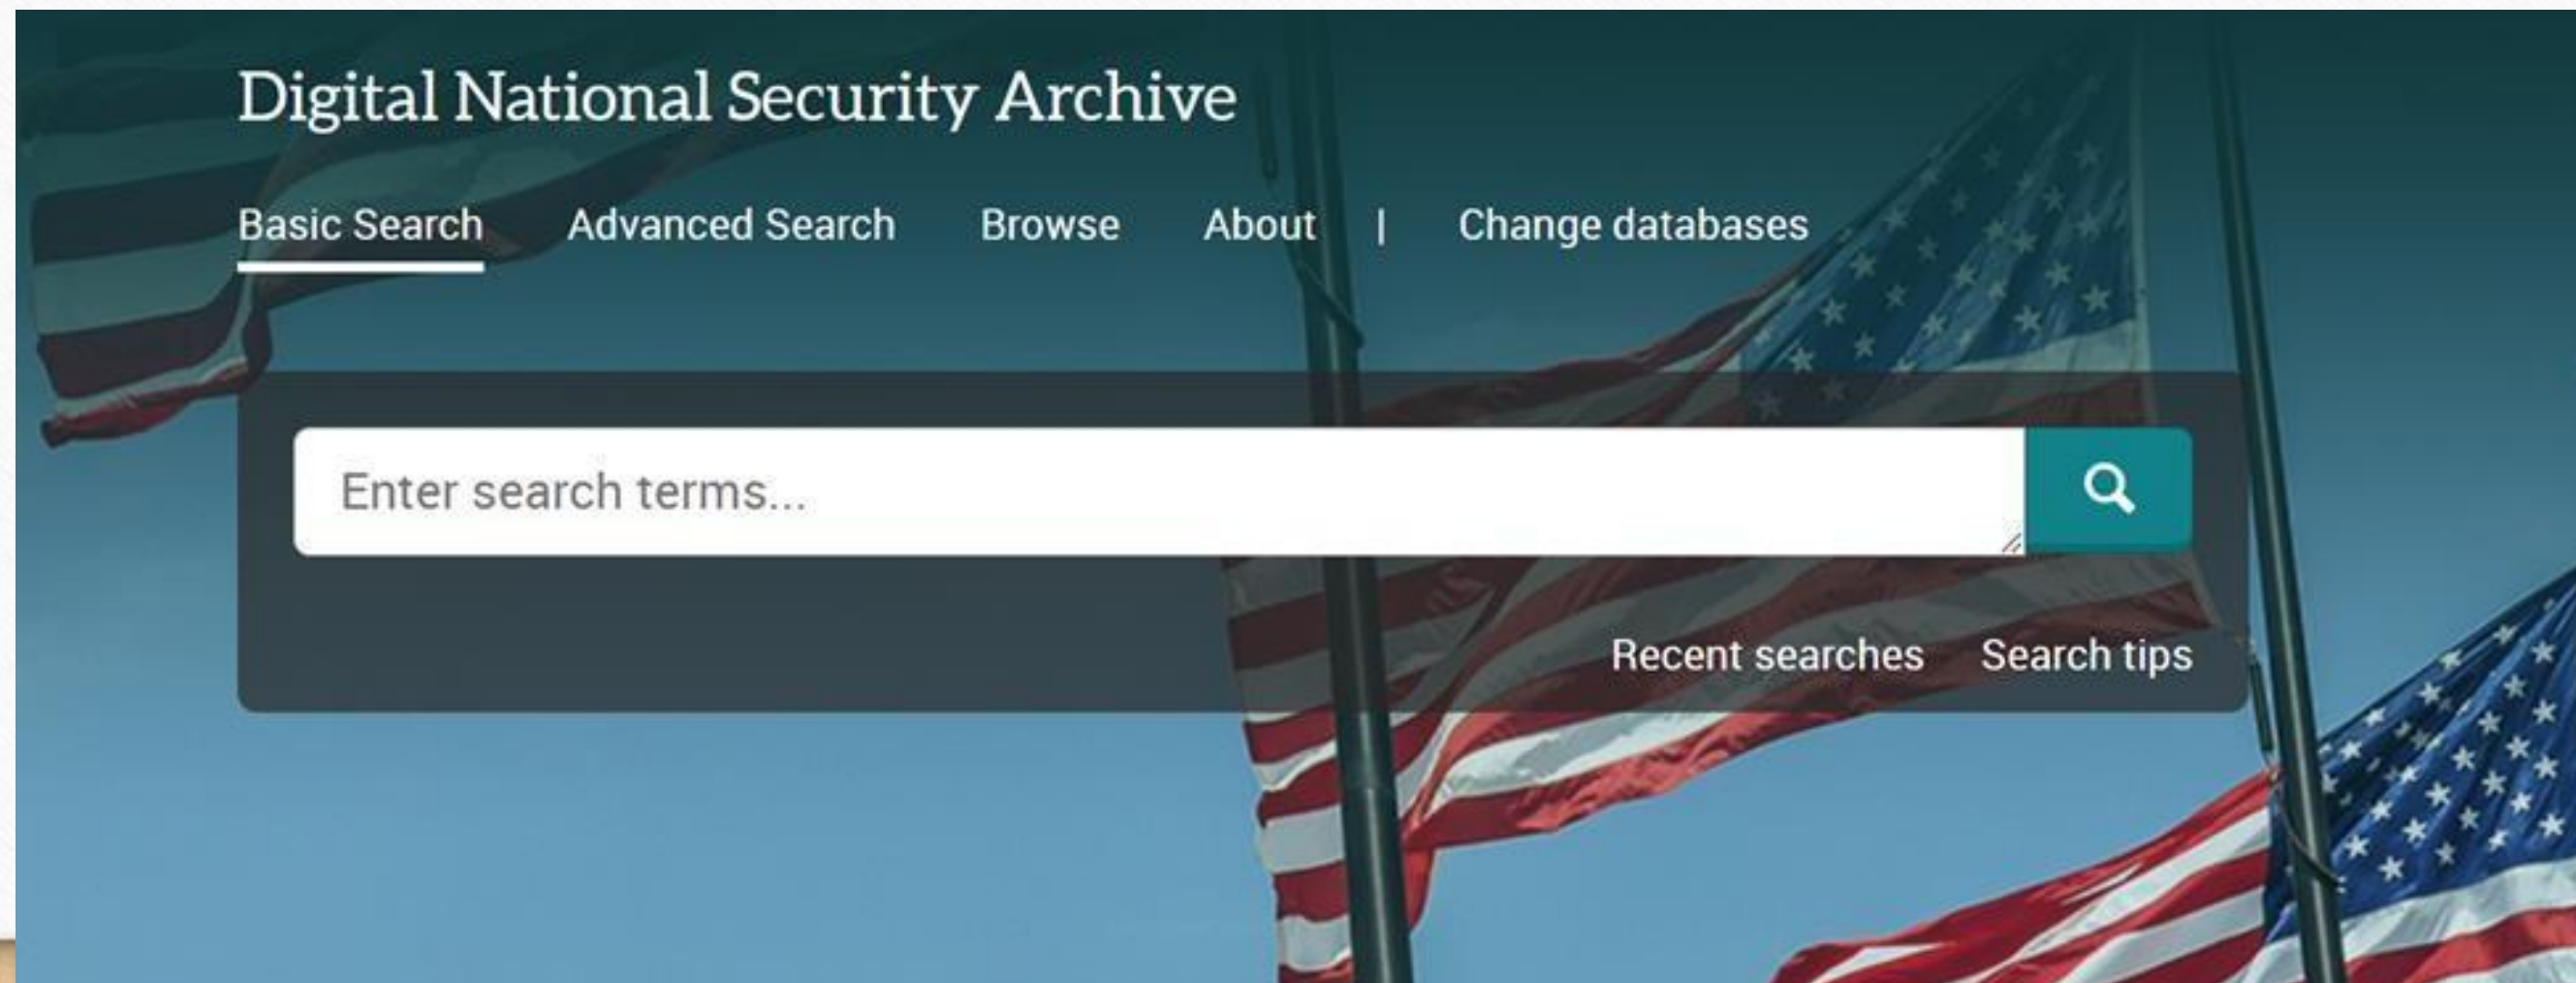 Digital National Security Archive
Basic Search Advanced Search Browse About | Change databases
Enter search terms...
Recent searches Search tips